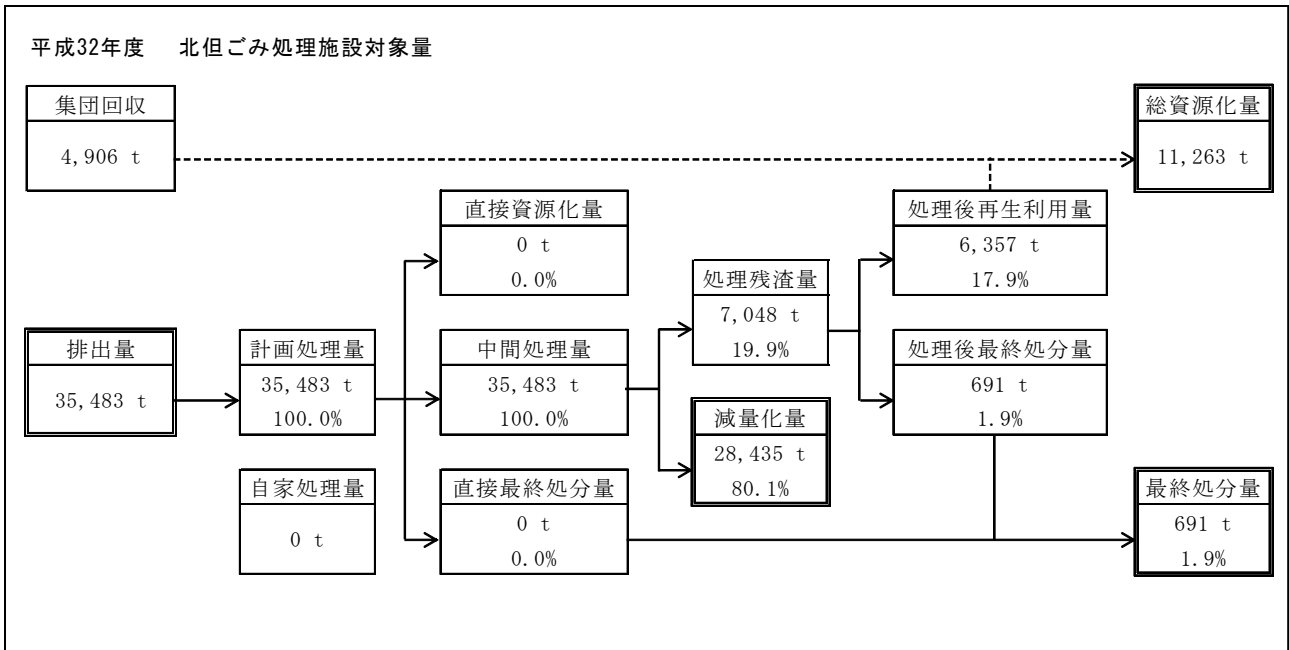 平成32年度 北但ごみ処理施設対象量
集団回収
4,906 t
総資源化量
11,263 t
直接資源化量
0 t
0.0%
処理後再生利用量
6,357 t
17.9%
処理残渣量
7,048 t
19.9%
排出量
35,483 t
計画処理量
35,483 t
100.0%
中間処理量
35,483 t
100.0%
処理後最終処分量
691 t
1.9%
減量化量
28,435 t
80.1%
自家処理量
0 t
直接最終処分量
0 t
0.0%
最終処分量
691 t
1.9%